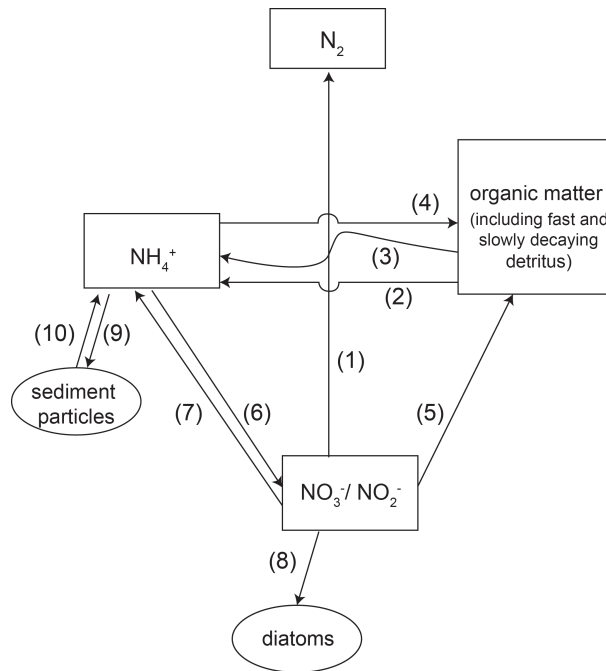 N₂
organic matter
(including fast and
slowly decaying
detritus)
(4)
NH₄⁺
(3)
(2)
(10)
(9)
(1)
sediment
particles
(7)
(6)
(5)
NO₃⁻/ NO₂⁻
(8)
diatoms